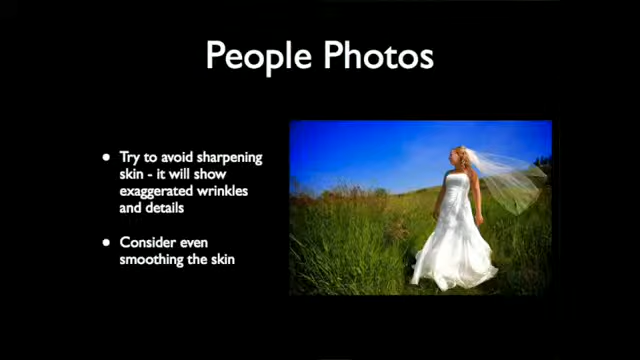 People Photos
• Try to avoid sharpening
skin - it will show
exaggerated wrinkles
and details
• Consider even
smoothing the skin